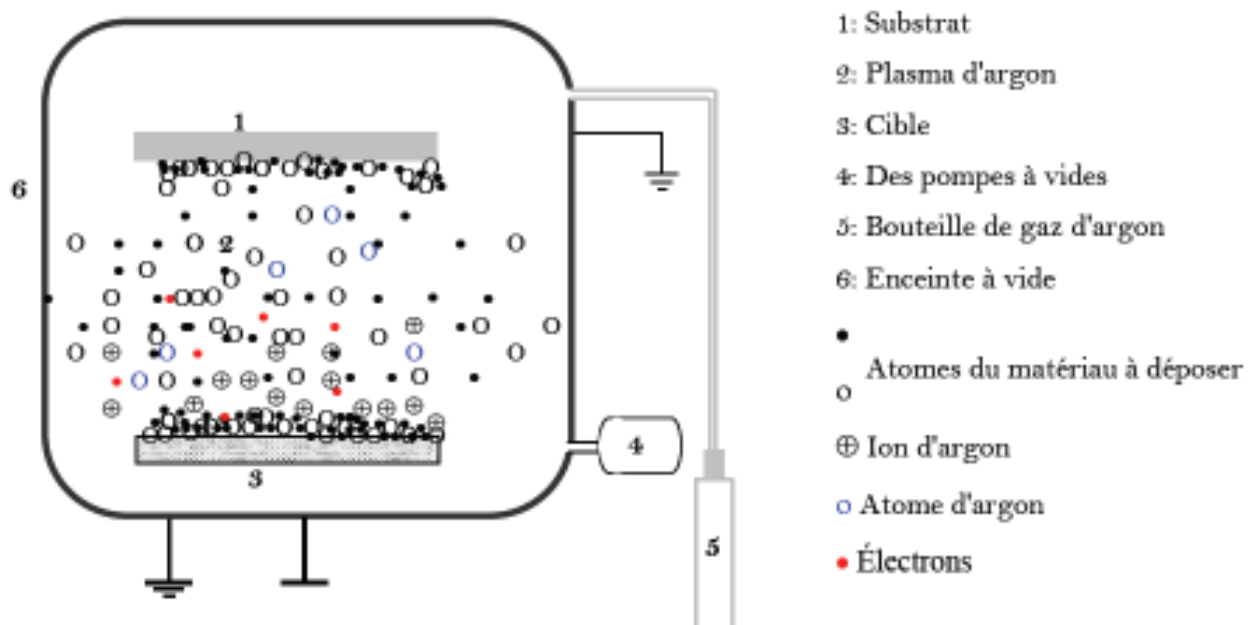 1
6
2
3
4
5
1: Substrat
2: Plasma d'argon
3: Cible
4: Des pompes à vides
5: Bouteille de gaz d'argon
6: Enceinte à vide
Atomes du matériau à déposer
Ion d'argon
Atome d'argon
Électrons